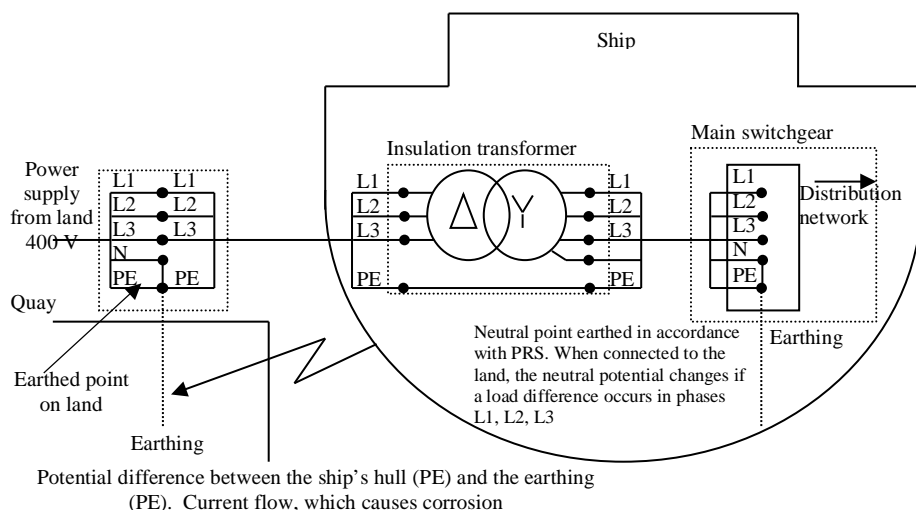 Ship
Power
supply
from land
400 V
L1 L1
L2 L2
L3 L3
N
PE PE
Quay
Earthed point
on land
Earthing
Insulation transformer
L1
L2
L3
PE
Δ
Y
L1
L2
L3
PE
Main switchgear
L1
L2
L3
N
PE
Distribution
network
Earthing
Neutral point earthed in accordance
with PRS. When connected to the
land, the neutral potential changes if
a load difference occurs in phases
L1, L2, L3
Potential difference between the ship's hull (PE) and the earthing
(PE). Current flow, which causes corrosion